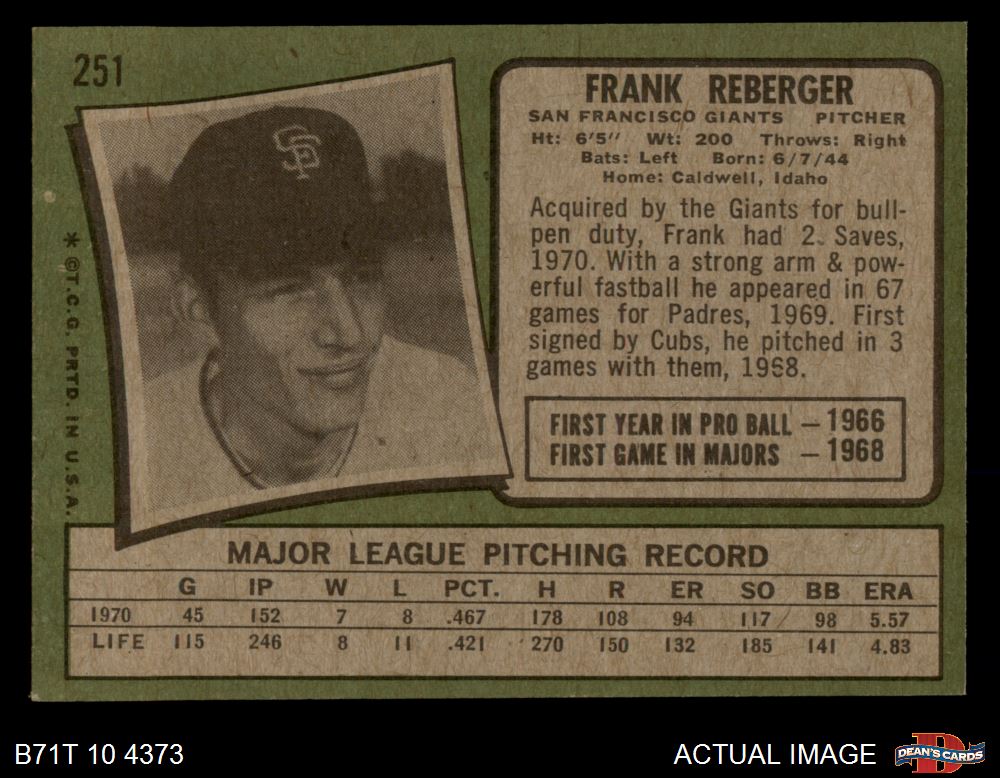 251
FRANK REBERGER
SAN FRANCISCO GIANTS PITCHER
Ht: 6'5" Wt: 200 Throws: Right
Bats: Left Born: 6/7/44
Home: Caldwell, Idaho
Acquired by the Giants for bull-
pen duty, Frank had 2 Saves,
1970. With a strong arm & pow-
erful fastball he appeared in 67
games for Padres, 1969. First
signed by Cubs, he pitched in 3
games with them, 1968.
FIRST YEAR IN PRO BALL — 1966
FIRST GAME IN MAJORS — 1968
SF
* ©T.C.G. PRTD. IN U.S.A.
MAJOR LEAGUE PITCHING RECORD
G IP W L PCT. H R ER SO BB ERA
1970 45 152 7 8 .467 178 108 94 117 98 5.57
LIFE 115 246 8 11 .421 270 150 132 185 141 4.83
B71T 10 4373
ACTUAL IMAGE
D
DEAN'S CARDS